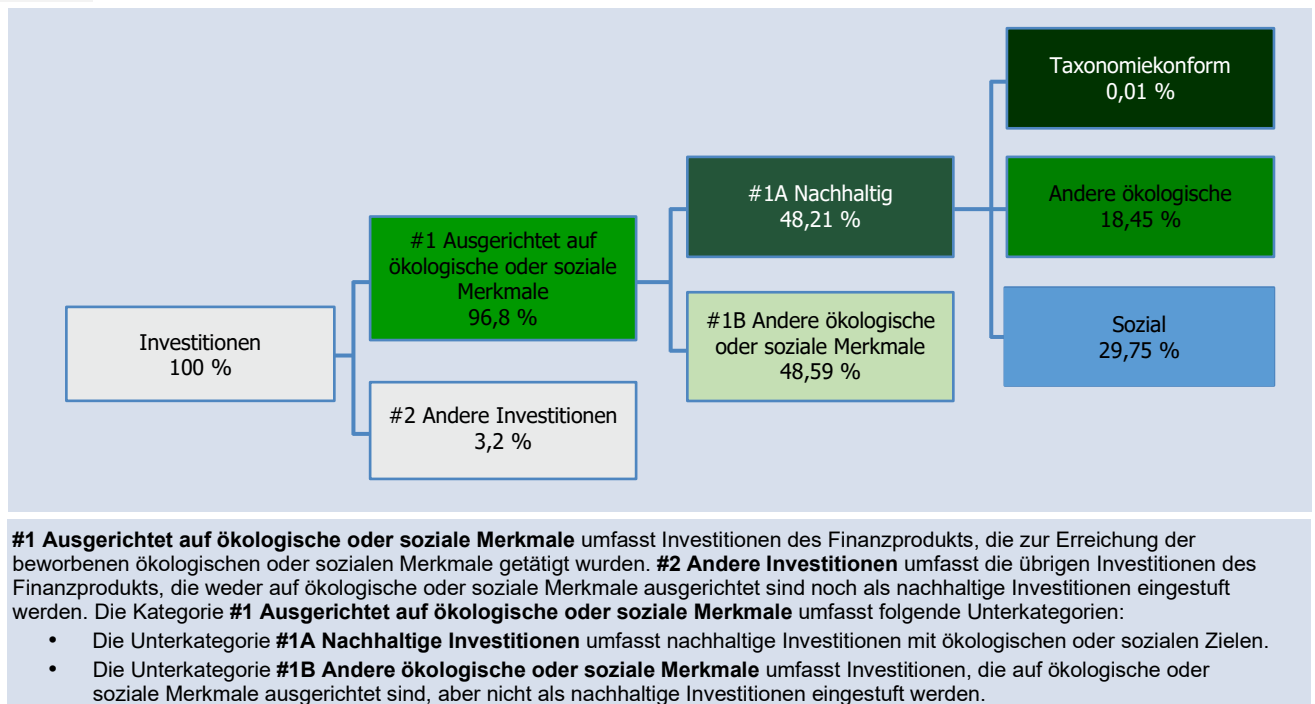 Investitionen
100 %
#1 Ausgerichtet auf
ökologische oder soziale
Merkmale
96,8 %
#2 Andere Investitionen
3,2 %
#1A Nachhaltig
48,21 %
#1B Andere ökologische
oder soziale Merkmale
48,59 %
Taxonomiekonform
0,01 %
Andere ökologische
18,45 %
Sozial
29,75 %
#1 Ausgerichtet auf ökologische oder soziale Merkmale umfasst Investitionen des Finanzprodukts, die zur Erreichung der
beworbenen ökologischen oder sozialen Merkmale getätigt wurden. #2 Andere Investitionen umfasst die übrigen Investitionen des
Finanzprodukts, die weder auf ökologische oder soziale Merkmale ausgerichtet sind noch als nachhaltige Investitionen eingestuft
werden. Die Kategorie #1 Ausgerichtet auf ökologische oder soziale Merkmale umfasst folgende Unterkategorien:
• Die Unterkategorie #1A Nachhaltige Investitionen umfasst nachhaltige Investitionen mit ökologischen oder sozialen Zielen.
• Die Unterkategorie #1B Andere ökologische oder soziale Merkmale umfasst Investitionen, die auf ökologische oder
soziale Merkmale ausgerichtet sind, aber nicht als nachhaltige Investitionen eingestuft werden.